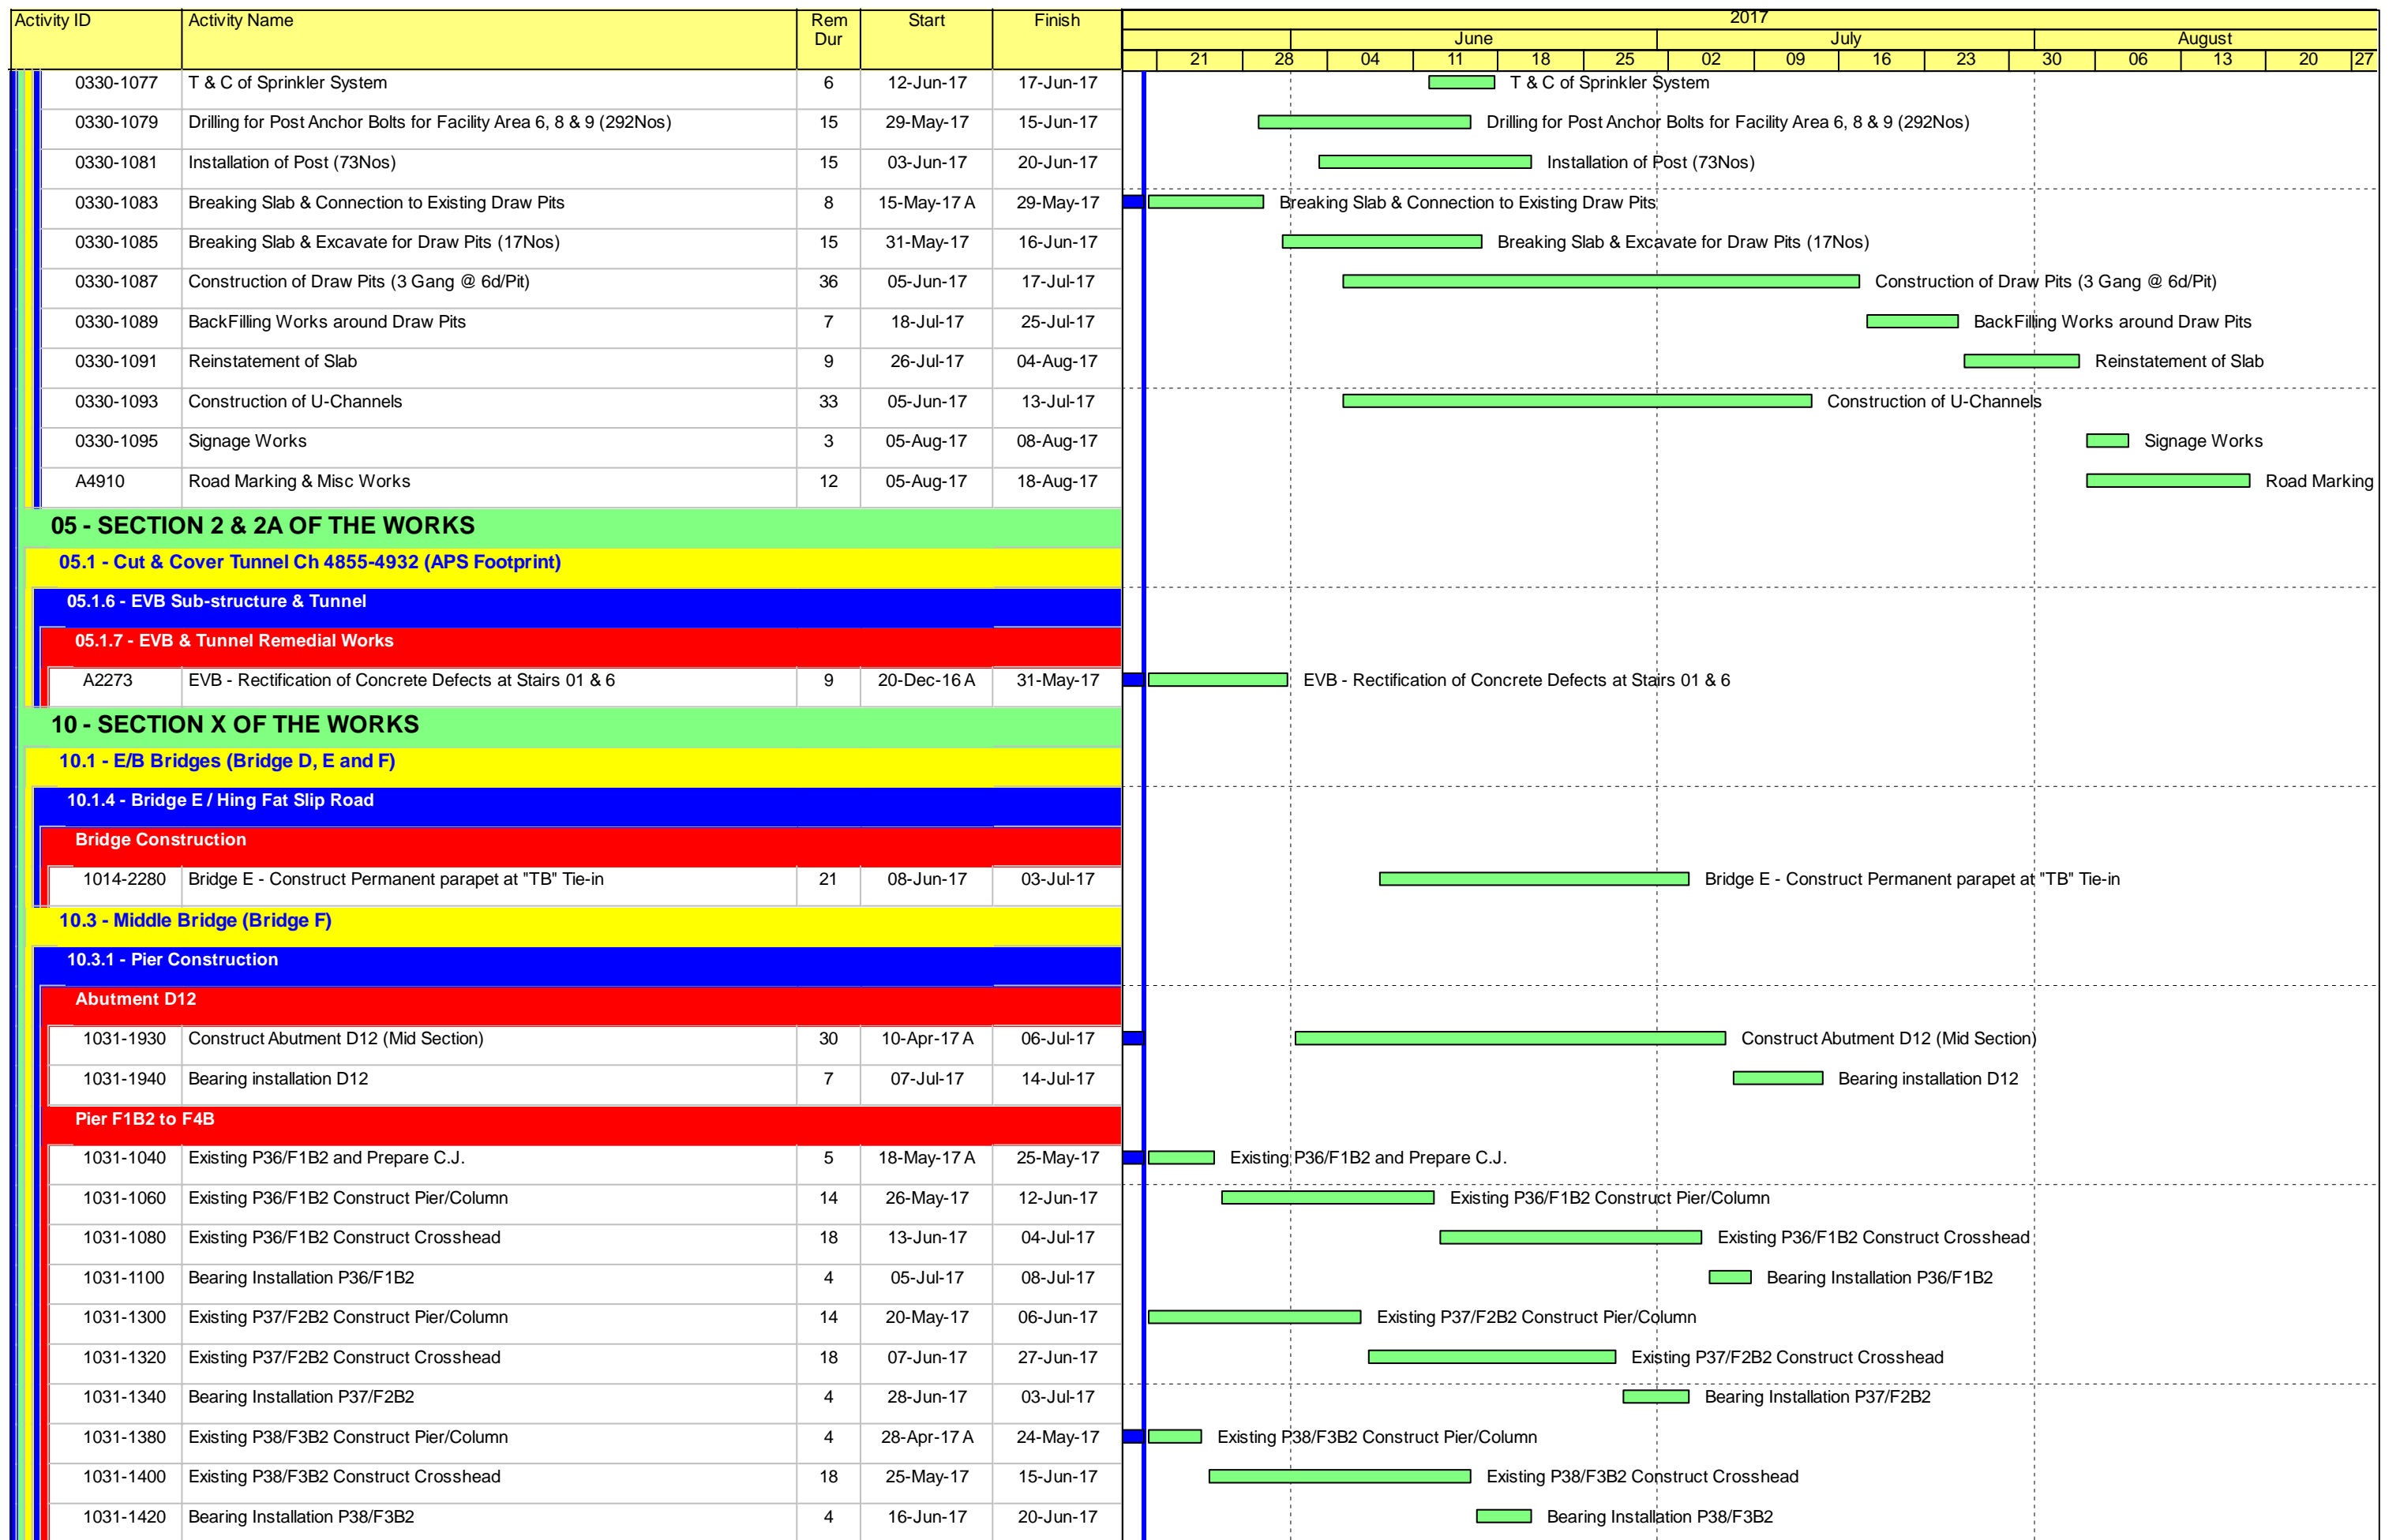 Activity ID Activity Name Rem Dur Start Finish 2017
June July August
21 28 04 11 18 25 02 09 16 23 30 06 13 20 27
0330-1077 T & C of Sprinkler System 6 12-Jun-17 17-Jun-17 T & C of Sprinkler System
0330-1079 Drilling for Post Anchor Bolts for Facility Area 6, 8 & 9 (292Nos) 15 29-May-17 15-Jun-17 Drilling for Post Anchor Bolts for Facility Area 6, 8 & 9 (292Nos)
0330-1081 Installation of Post (73Nos) 15 03-Jun-17 20-Jun-17 Installation of Post (73Nos)
0330-1083 Breaking Slab & Connection to Existing Draw Pits 8 15-May-17 A 29-May-17 Breaking Slab & Connection to Existing Draw Pits
0330-1085 Breaking Slab & Excavate for Draw Pits (17Nos) 15 31-May-17 16-Jun-17 Breaking Slab & Excavate for Draw Pits (17Nos)
0330-1087 Construction of Draw Pits (3 Gang @ 6d/Pit) 36 05-Jun-17 17-Jul-17 Construction of Draw Pits (3 Gang @ 6d/Pit)
0330-1089 BackFilling Works around Draw Pits 7 18-Jul-17 25-Jul-17 BackFilling Works around Draw Pits
0330-1091 Reinstatement of Slab 9 26-Jul-17 04-Aug-17 Reinstatement of Slab
0330-1093 Construction of U-Channels 33 05-Jun-17 13-Jul-17 Construction of U-Channels
0330-1095 Signage Works 3 05-Aug-17 08-Aug-17 Signage Works
A4910 Road Marking & Misc Works 12 05-Aug-17 18-Aug-17 Road Marking
05 - SECTION 2 & 2A OF THE WORKS
05.1 - Cut & Cover Tunnel Ch 4855-4932 (APS Footprint)
05.1.6 - EVB Sub-structure & Tunnel
05.1.7 - EVB & Tunnel Remedial Works
A2273 EVB - Rectification of Concrete Defects at Stairs 01 & 6 9 20-Dec-16 A 31-May-17 EVB - Rectification of Concrete Defects at Stairs 01 & 6
10 - SECTION X OF THE WORKS
10.1 - E/B Bridges (Bridge D, E and F)
10.1.4 - Bridge E / Hing Fat Slip Road
Bridge Construction
1014-2280 Bridge E - Construct Permanent parapet at "TB" Tie-in 21 08-Jun-17 03-Jul-17 Bridge E - Construct Permanent parapet at "TB" Tie-in
10.3 - Middle Bridge (Bridge F)
10.3.1 - Pier Construction
Abutment D12
1031-1930 Construct Abutment D12 (Mid Section) 30 10-Apr-17 A 06-Jul-17 Construct Abutment D12 (Mid Section)
1031-1940 Bearing installation D12 7 07-Jul-17 14-Jul-17 Bearing installation D12
Pier F1B2 to F4B
1031-1040 Existing P36/F1B2 and Prepare C.J. 5 18-May-17 A 25-May-17 Existing P36/F1B2 and Prepare C.J.
1031-1060 Existing P36/F1B2 Construct Pier/Column 14 26-May-17 12-Jun-17 Existing P36/F1B2 Construct Pier/Column
1031-1080 Existing P36/F1B2 Construct Crosshead 18 13-Jun-17 04-Jul-17 Existing P36/F1B2 Construct Crosshead
1031-1100 Bearing Installation P36/F1B2 4 05-Jul-17 08-Jul-17 Bearing Installation P36/F1B2
1031-1300 Existing P37/F2B2 Construct Pier/Column 14 20-May-17 06-Jun-17 Existing P37/F2B2 Construct Pier/Column
1031-1320 Existing P37/F2B2 Construct Crosshead 18 07-Jun-17 27-Jun-17 Existing P37/F2B2 Construct Crosshead
1031-1340 Bearing Installation P37/F2B2 4 28-Jun-17 03-Jul-17 Bearing Installation P37/F2B2
1031-1380 Existing P38/F3B2 Construct Pier/Column 4 28-Apr-17 A 24-May-17 Existing P38/F3B2 Construct Pier/Column
1031-1400 Existing P38/F3B2 Construct Crosshead 18 25-May-17 15-Jun-17 Existing P38/F3B2 Construct Crosshead
1031-1420 Bearing Installation P38/F3B2 4 16-Jun-17 20-Jun-17 Bearing Installation P38/F3B2